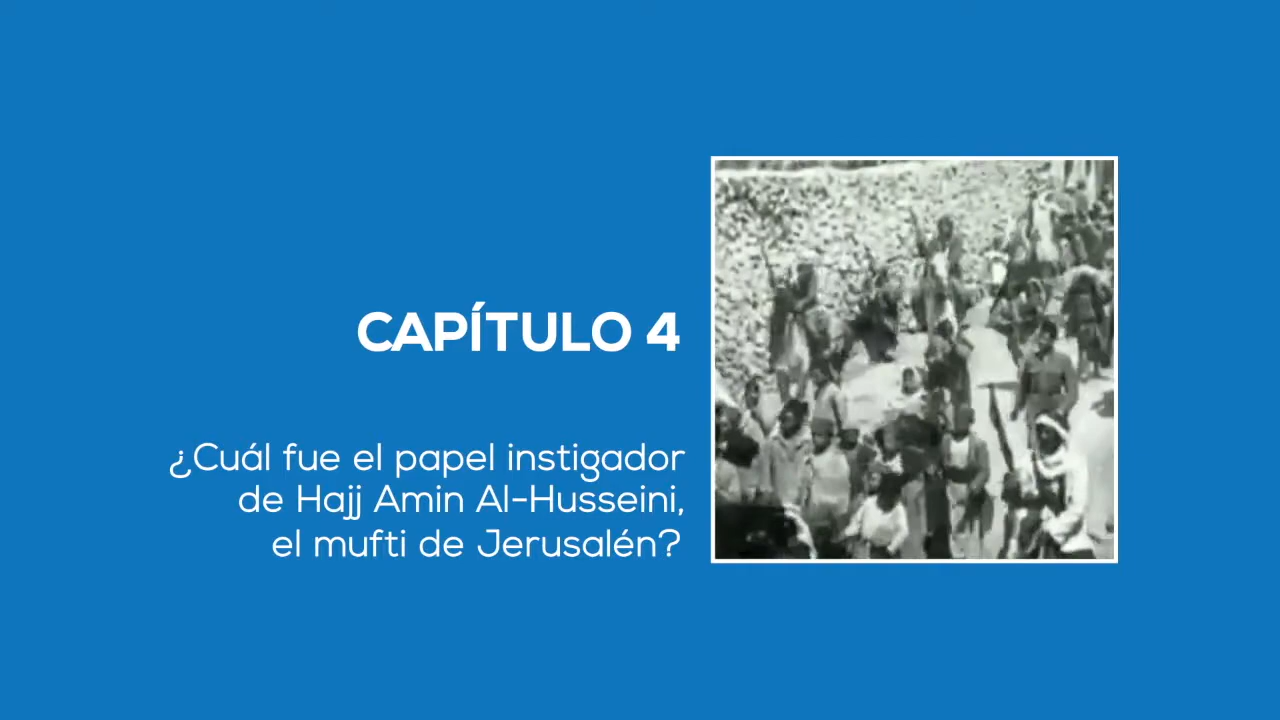 CAPÍTULO 4
¿Cuál fue el papel instigador
de Hajj Amin Al-Husseini,
el mufti de Jerusalén?